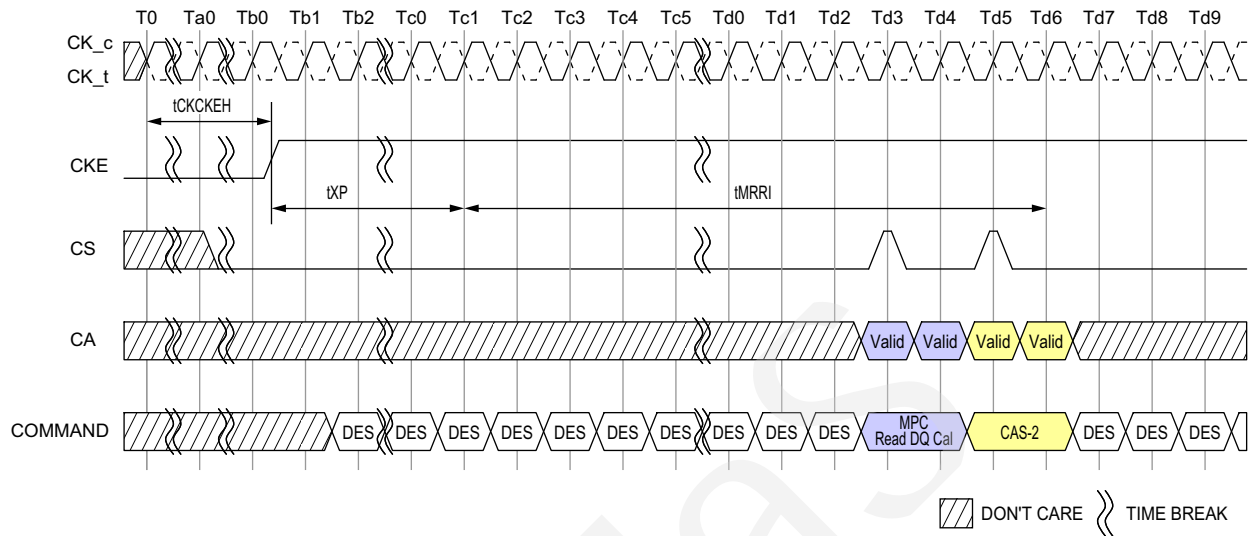 T0 Ta0 Tb0 Tb1 Tb2 Tc0 Tc1 Tc2 Tc3 Tc4 Tc5 Td0 Td1 Td2 Td3 Td4 Td5 Td6 Td7 Td8 Td9
CK_c
CK_t
tCKCKEH
CKE
tXP tMRRI
CS
CA Valid Valid Valid Valid
COMMAND DES DES DES DES DES DES DES DES DES DES MPC Read DQ Cal CAS-2 DES DES DES
DON'T CARE TIME BREAK